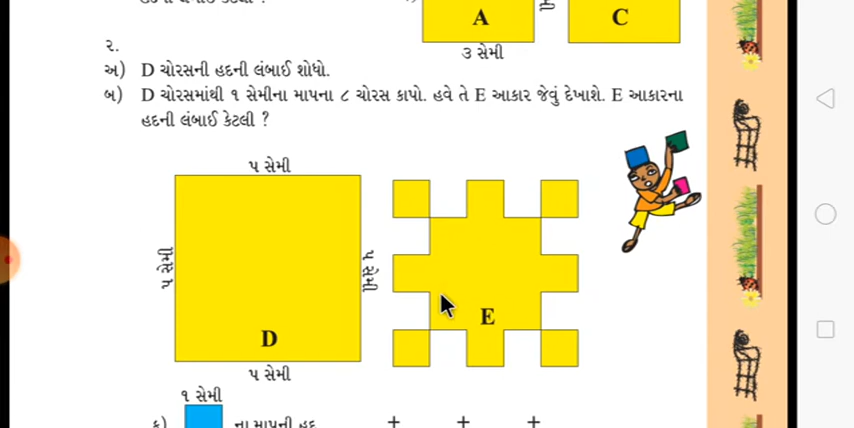 A
C
૩ સેમી
૨.
અ) D ચોરસની હદની લંબાઈ શોધો.
બ) D ચોરસમાંથી ૧ સેમીના માપના ૮ ચોરસ કાપો. હવે તે E આકાર જેવું દેખાશે. E આકારના
હદની લંબાઈ કેટલી ?
૫ સેમી
૫ સેમી
૫ સેમી
D
E
૫ સેમી
૧ સેમી
ક)
ના માપની હદ